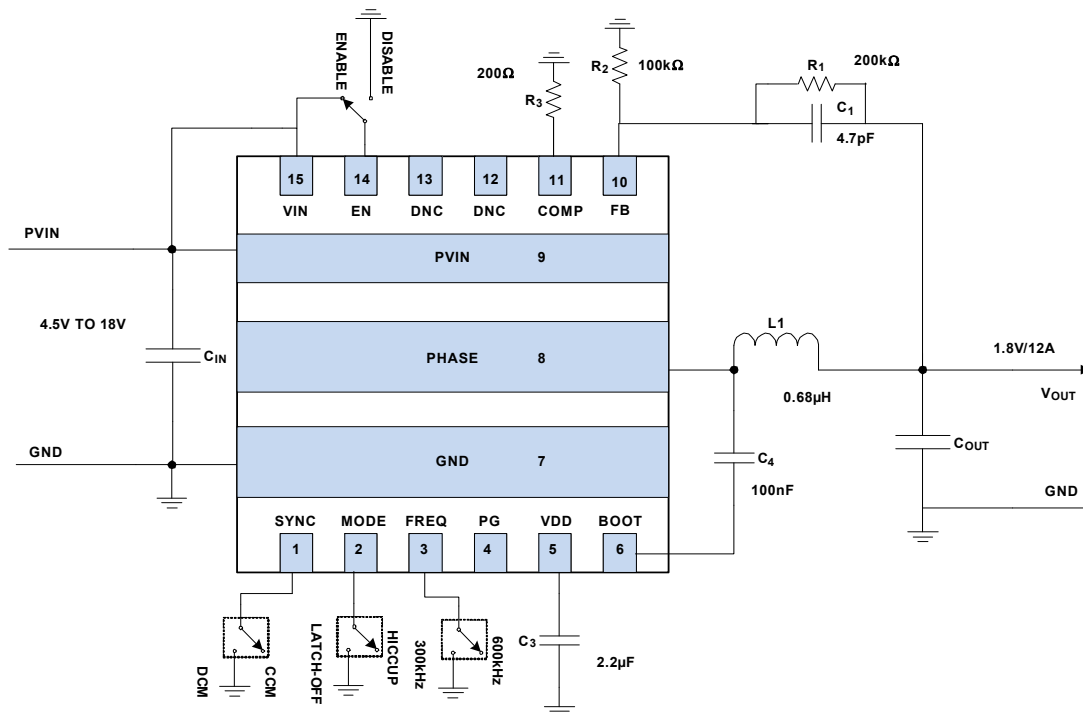 DISABLE
ENABLE
200Ω
R3
R2
100kΩ
R1
200kΩ
C1
4.7pF
15
14
13
12
11
10
VIN
EN
DNC
DNC
COMP
FB
PVIN
PVIN 9
4.5V TO 18V
CIN
PHASE 8
L1
0.68µH
1.8V/12A
VOUT
GND
GND 7
C4
100nF
COUT
GND
SYNC
MODE
FREQ
PG
VDD
BOOT
1
2
3
4
5
6
DCM
CCM
LATCH-OFF
HICCUP
300kHz
600kHz
C3
2.2µF